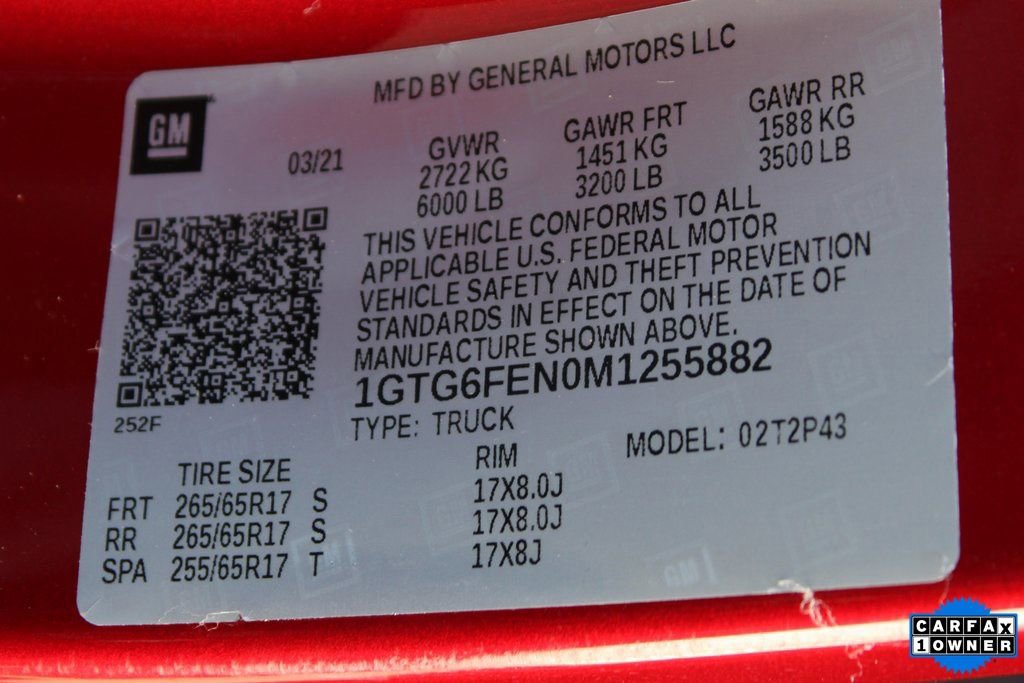 MFD BY GENERAL MOTORS LLC
GM
03/21
GVWR
2722 KG
6000 LB
GAWR FRT
1451 KG
3200 LB
GAWR RR
1588 KG
3500 LB
THIS VEHICLE CONFORMS TO ALL
APPLICABLE U.S. FEDERAL MOTOR
VEHICLE SAFETY AND THEFT PREVENTION
STANDARDS IN EFFECT ON THE DATE OF
MANUFACTURE SHOWN ABOVE.
1GTG6FEN0M1255882
252F
TYPE: TRUCK
MODEL: 02T2P43
TIRE SIZE RIM
FRT 265/65R17 S 17X8.0J
RR 265/65R17 S 17X8.0J
SPA 255/65R17 T 17X8J
CARFAX
1 OWNER